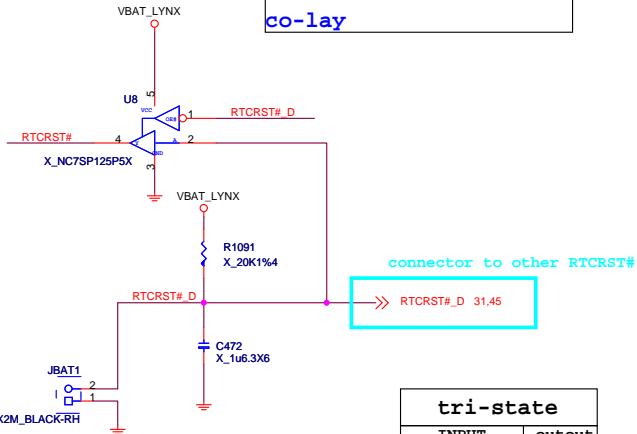 co-lay
VBAT_LYNX
U8
5
VCC
OE#
1
RTCRST#_D
RTCRST#
4
2
A
GND
3
X_NC7SP125P5X
VBAT_LYNX
R1091
X_20K1%4
connector to other RTCRST#
RTCRST#_D
RTCRST#_D 31,45
C472
X_1u6.3X6
JBAT1
2
1
X2M_BLACK-RH
tri-state
INPUT
output